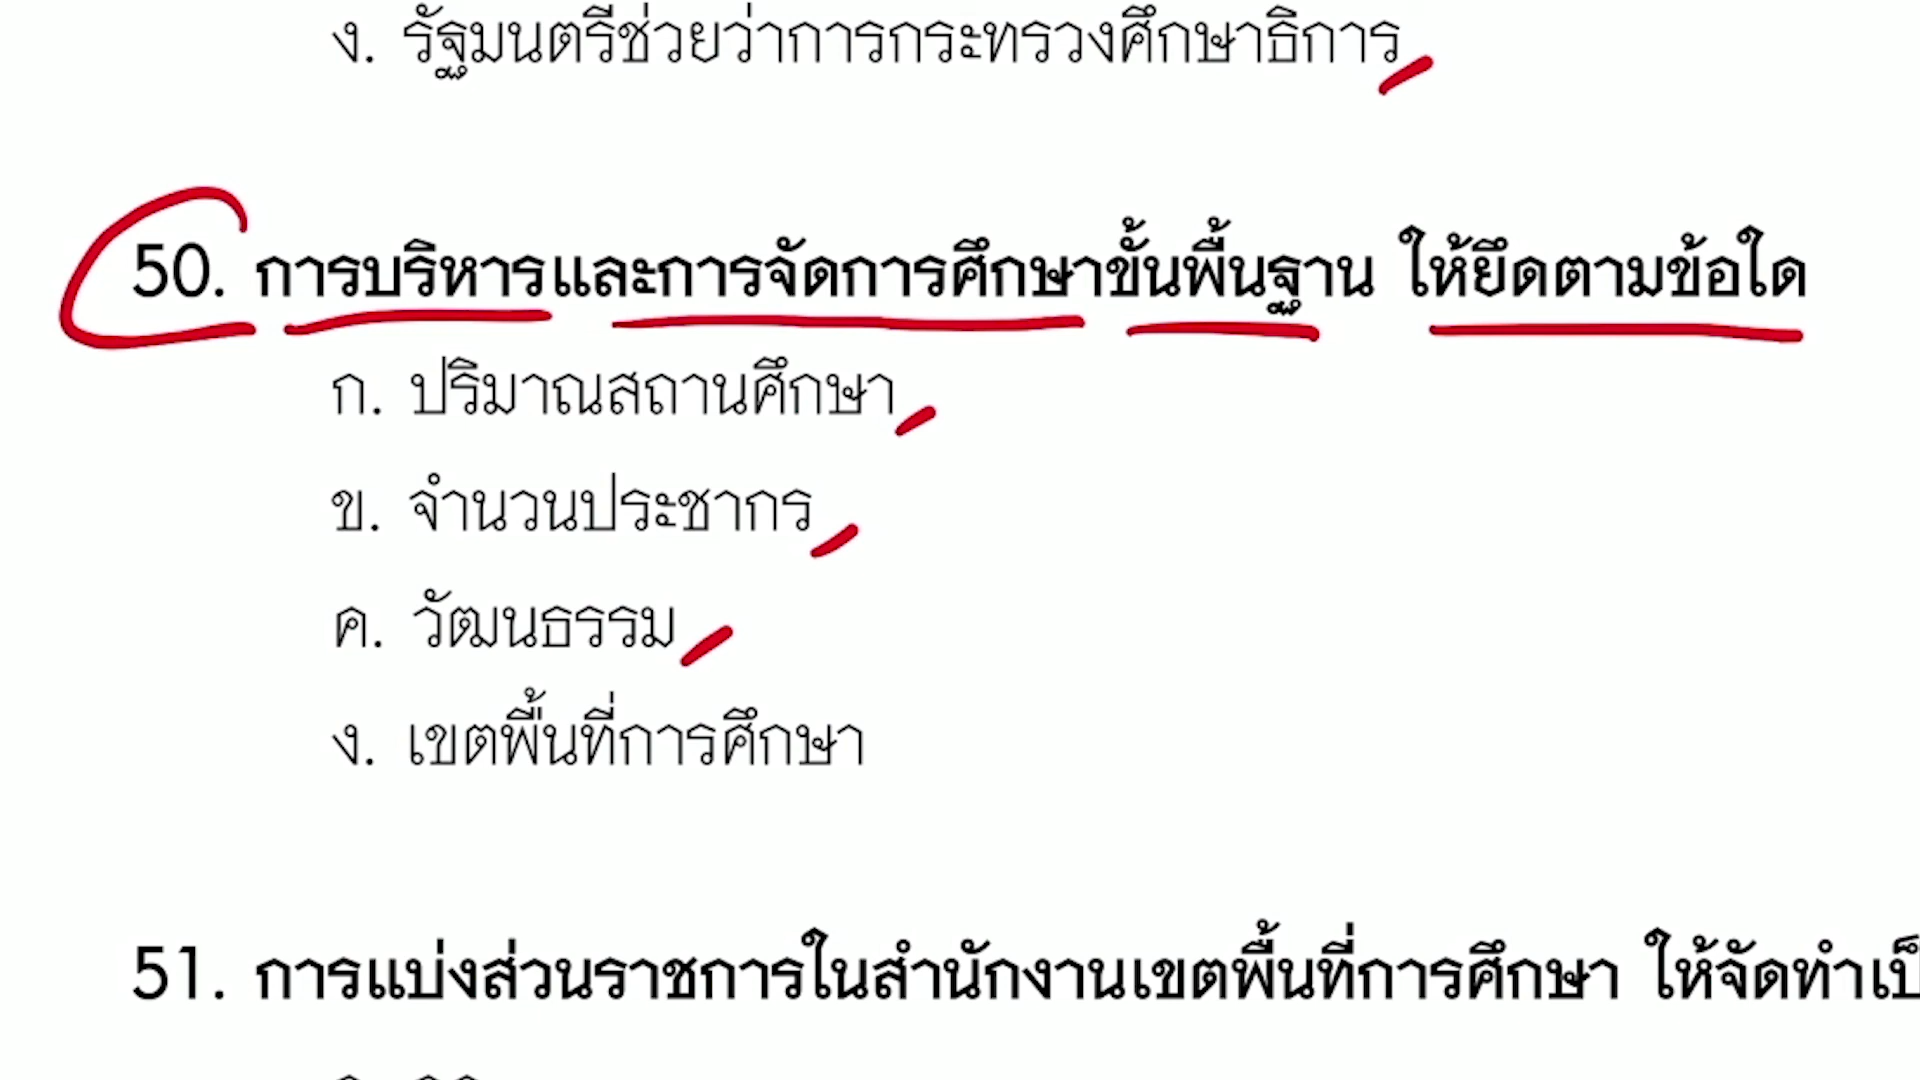 ง. รัฐมนตรีช่วยว่าการกระทรวงศึกษาธิการ
50. การบริหารและการจัดการศึกษาขั้นพื้นฐาน ให้ยึดตามข้อใด
ก. ปริมาณสถานศึกษา
ข. จำนวนประชากร
ค. วัฒนธรรม
ง. เขตพื้นที่การศึกษา
51. การแบ่งส่วนราชการในสำนักงานเขตพื้นที่การศึกษา ให้จัดทำ